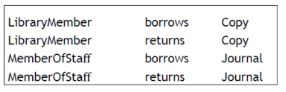 LibraryMember borrows Copy
LibraryMember returns Copy
MemberOfStaff borrows Journal
MemberOfStaff returns Journal